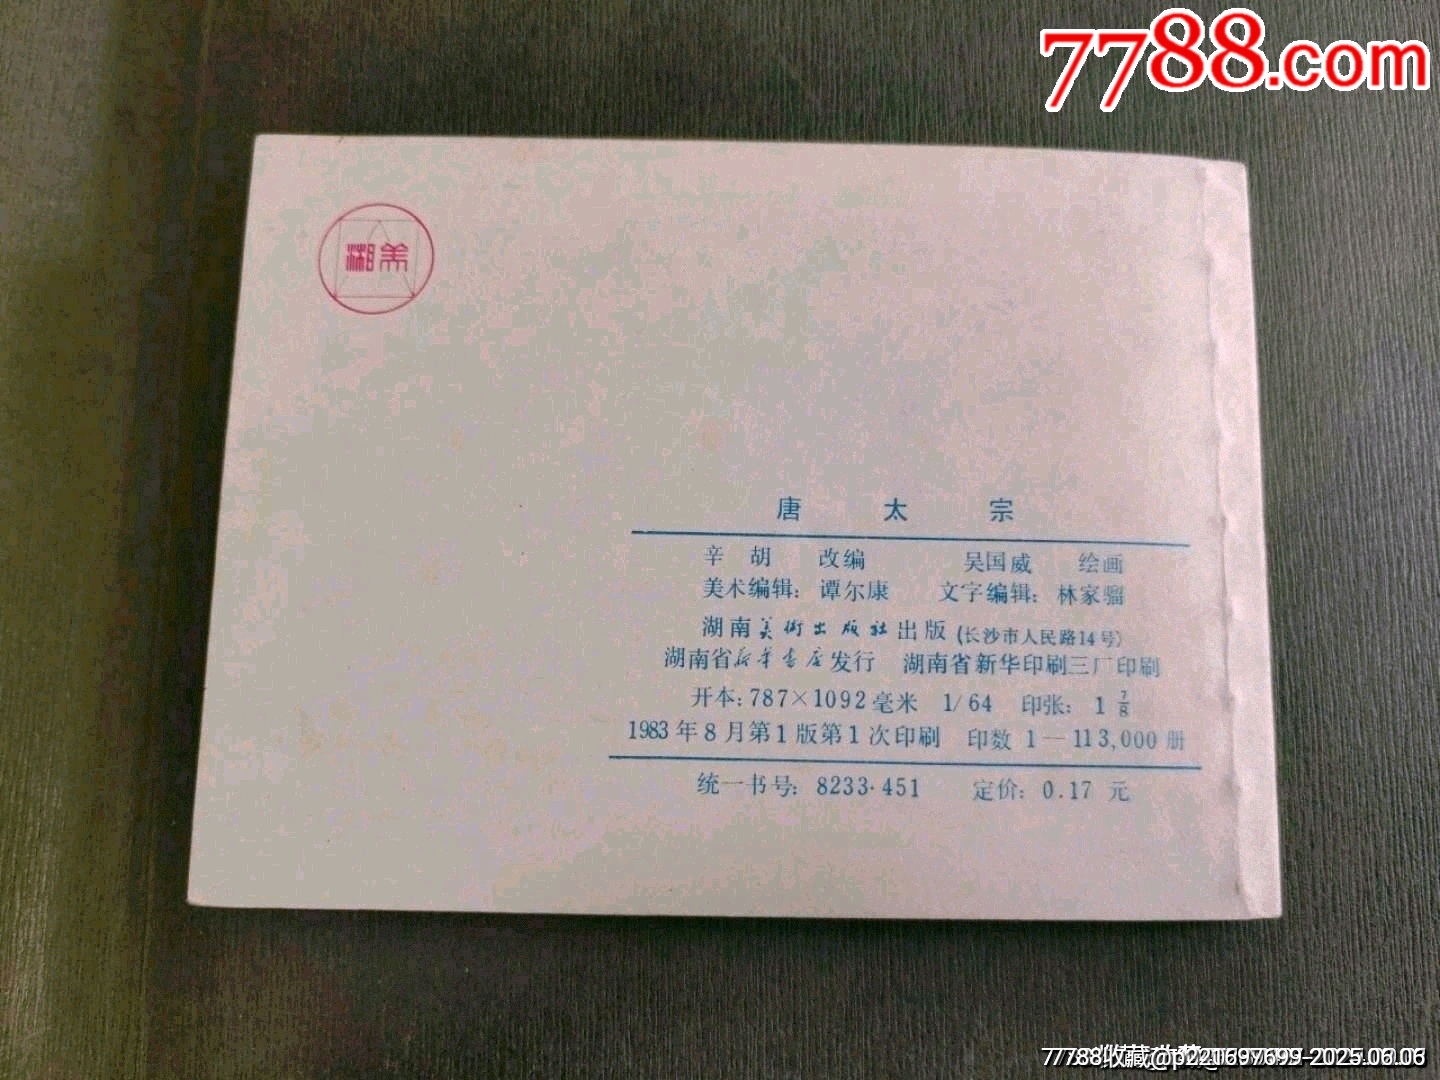 7788.com
湘美
唐太宗
辛胡 改编 吴国威 绘画
美术编辑：谭尔康 文字编辑：林家骝
湖南美術出版社出版（长沙市人民路14号）
湖南省新华书店发行 湖南省新华印刷三厂印刷
开本：787×1092毫米 1/64 印张：1 7/8
1983年8月第1版第1次印刷 印数 1—113,000册
统一书号：8233·451 定价：0.17元